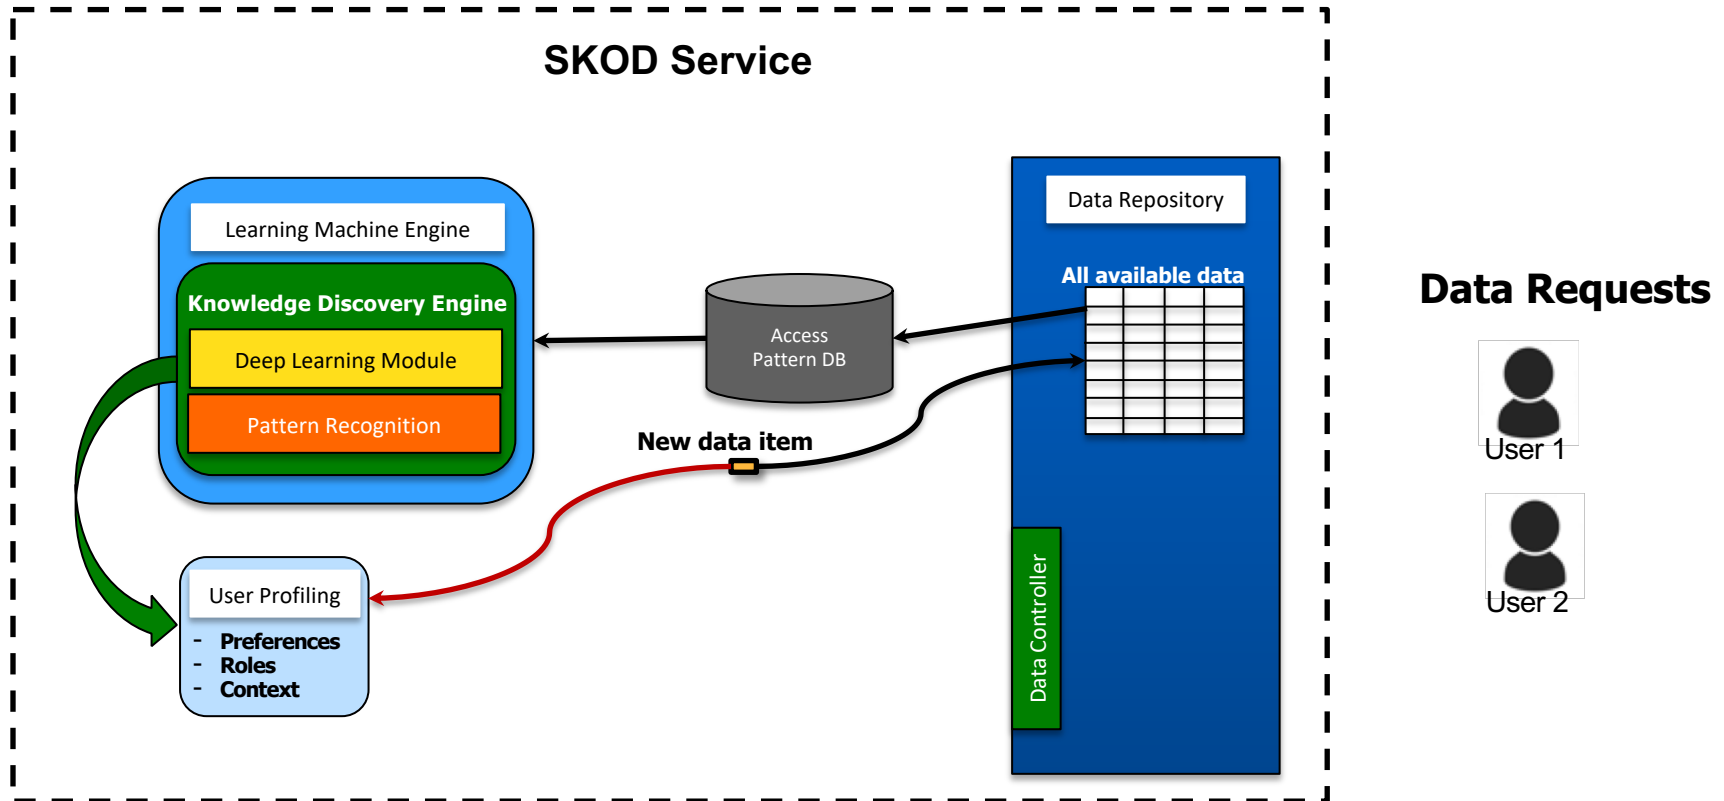 SKOD Service
Learning Machine Engine
Knowledge Discovery Engine
Deep Learning Module
Pattern Recognition
Access
Pattern DB
New data item
User Profiling
- Preferences
- Roles
- Context
Data Repository
All available data
Data Controller
Data Requests
User 1
User 2